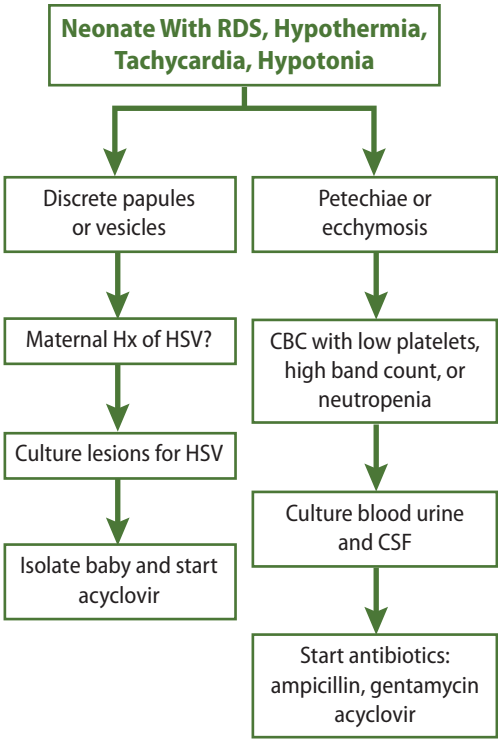 Neonate With RDS, Hypothermia,
Tachycardia, Hypotonia
Discrete papules
or vesicles
Maternal Hx of HSV?
Culture lesions for HSV
Isolate baby and start
acyclovir
Petechiae or
ecchymosis
CBC with low platelets,
high band count, or
neutropenia
Culture blood urine
and CSF
Start antibiotics:
ampicillin, gentamycin
acyclovir